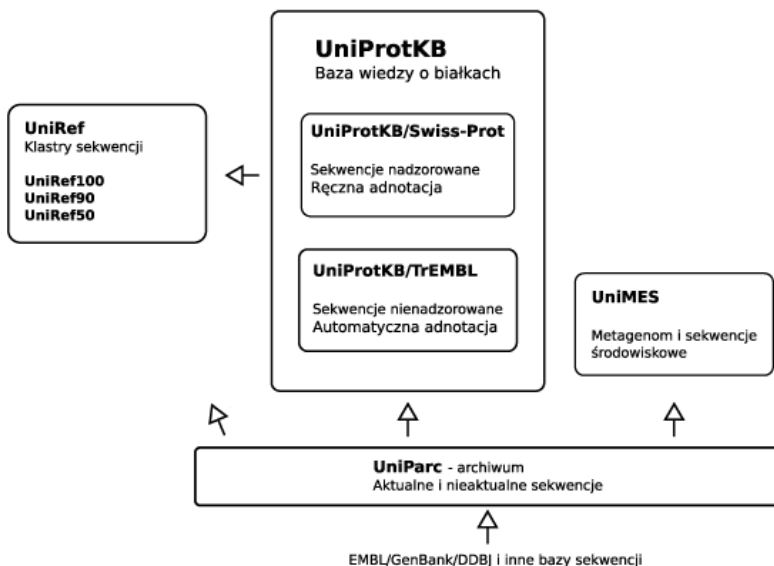 UniProtKB
Baza wiedzy o białkach
UniRef
Klastry sekwencji
UniRef100
UniRef90
UniRef50
UniProtKB/Swiss-Prot
Sekwencje nadzorowane
Ręczna adnotacja
UniProtKB/TrEMBL
Sekwencje nienadzorowane
Automatyczna adnotacja
UniMES
Metagenom i sekwencje
środowiskowe
UniParc - archiwum
Aktualne i nieaktualne sekwencje
EMBL/GenBank/DDBJ i inne bazy sekwencji